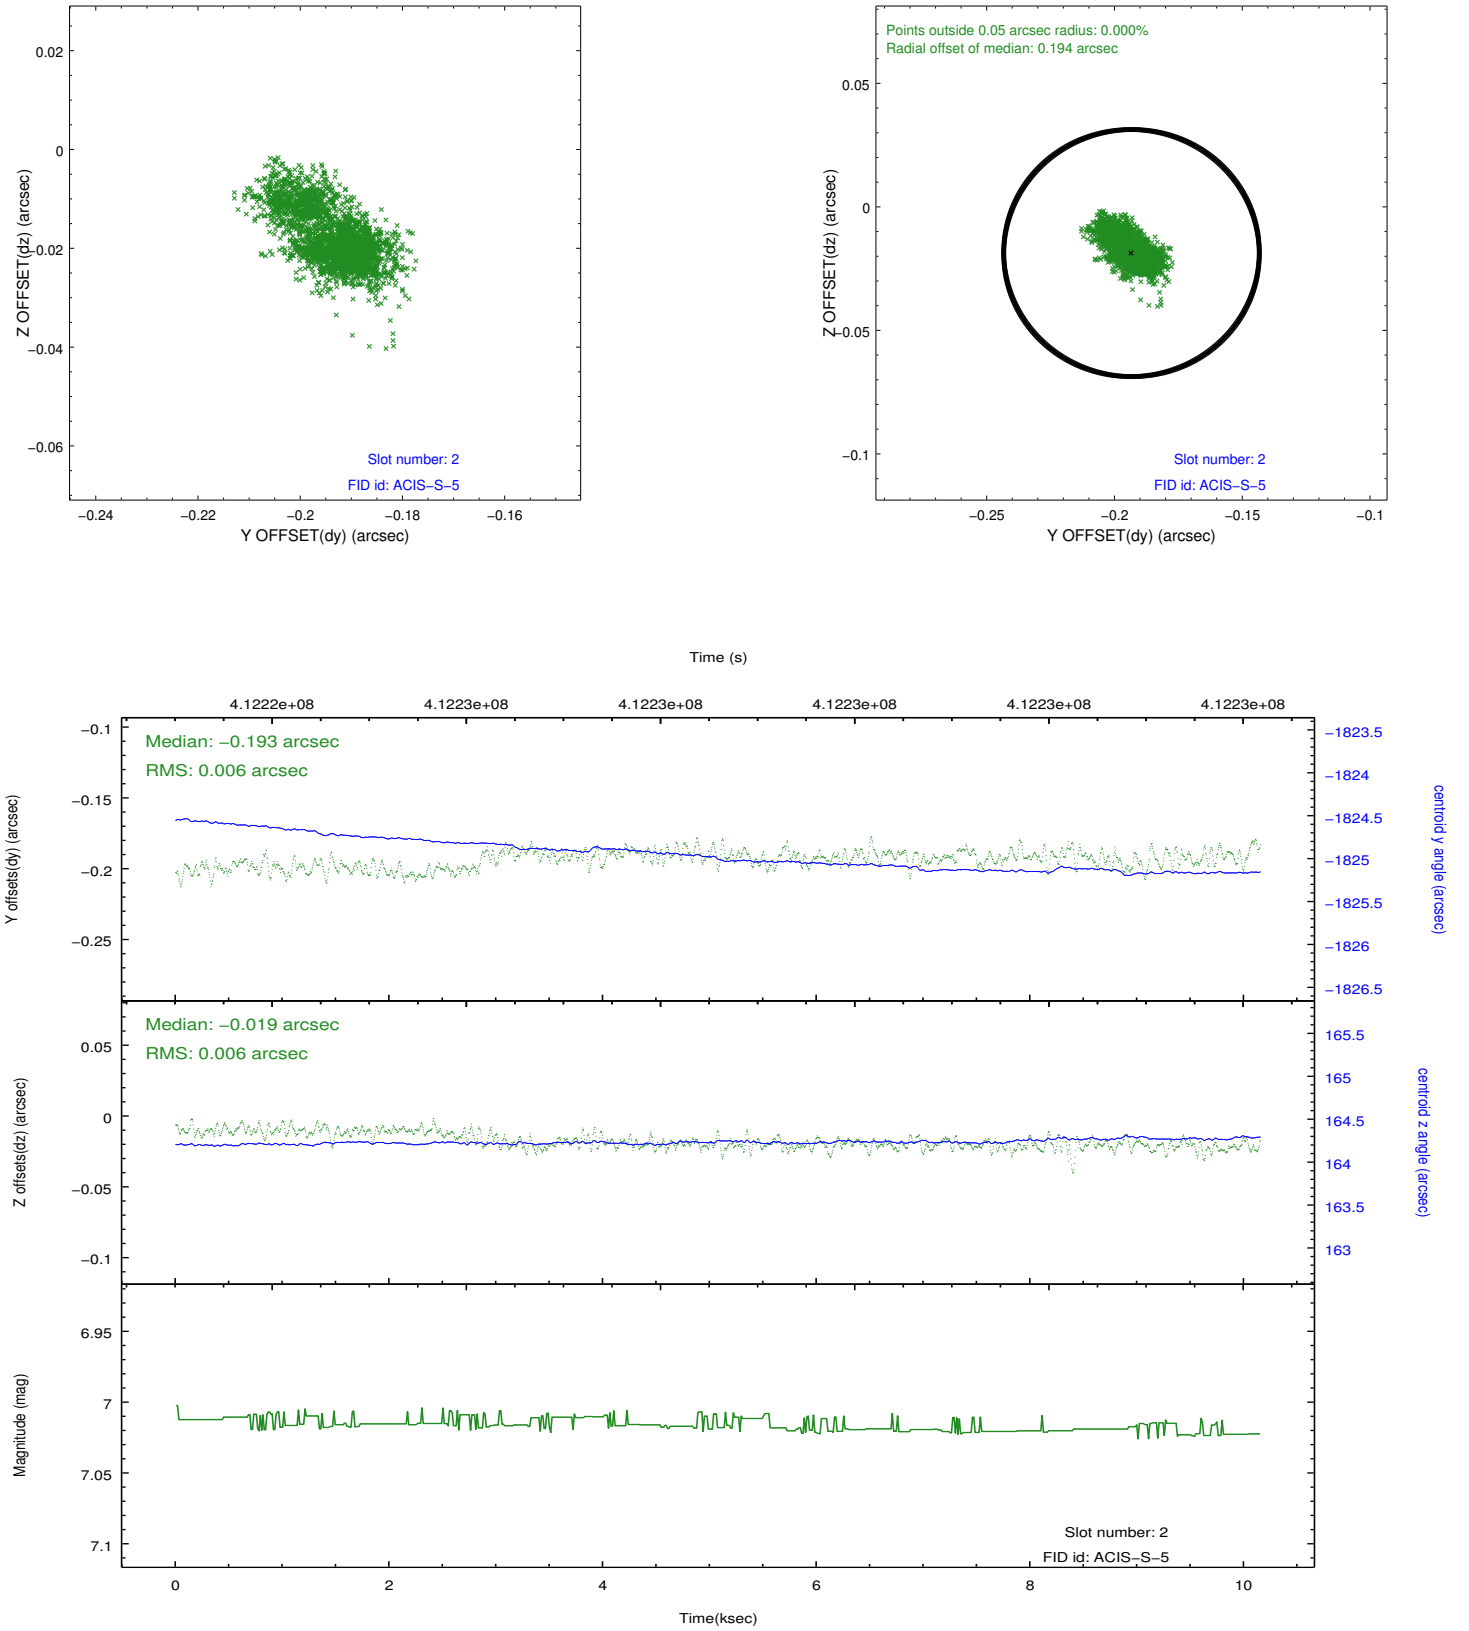 Points outside 0.05 arcsec radius: 0.000%
Radial offset of median: 0.194 arcsec
0.02
0
−0.02
−0.04
−0.06
Z OFFSET(dz) (arcsec)
Slot number: 2
FID id: ACIS−S−5
−0.24 −0.22 −0.2 −0.18 −0.16
Y OFFSET(dy) (arcsec)
0.05
0
−0.05
−0.1
Z OFFSET(dz) (arcsec)
Slot number: 2
FID id: ACIS−S−5
−0.25 −0.2 −0.15 −0.1
Y OFFSET(dy) (arcsec)
Time (s)
4.1222e+08 4.1223e+08 4.1223e+08 4.1223e+08 4.1223e+08 4.1223e+08
Median: −0.193 arcsec
RMS: 0.006 arcsec
−0.1
−0.15
−0.2
−0.25
Y offsets(dy) (arcsec)
−1823.5
−1824
−1824.5
−1825
−1825.5
−1826
−1826.5
centroid y angle (arcsec)
Median: −0.019 arcsec
RMS: 0.006 arcsec
0.05
0
−0.05
−0.1
Z offsets(dz) (arcsec)
165.5
165
164.5
164
163.5
163
centroid z angle (arcsec)
6.95
7
7.05
7.1
Magnitude (mag)
Slot number: 2
FID id: ACIS−S−5
0 2 4 6 8 10
Time(ksec)